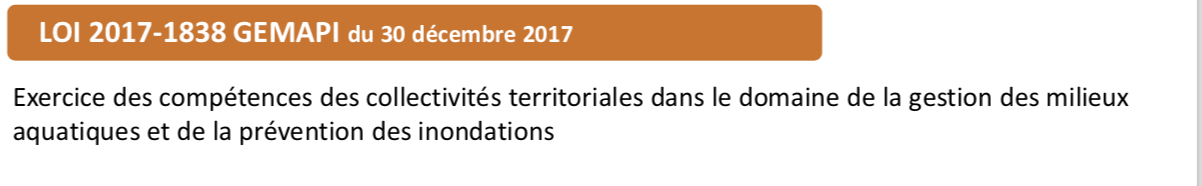 LOI 2017-1838 GEMAPI du 30 décembre 2017
Exercice des compétences des collectivités territoriales dans le domaine de la gestion des milieux
aquatiques et de la prévention des inondations